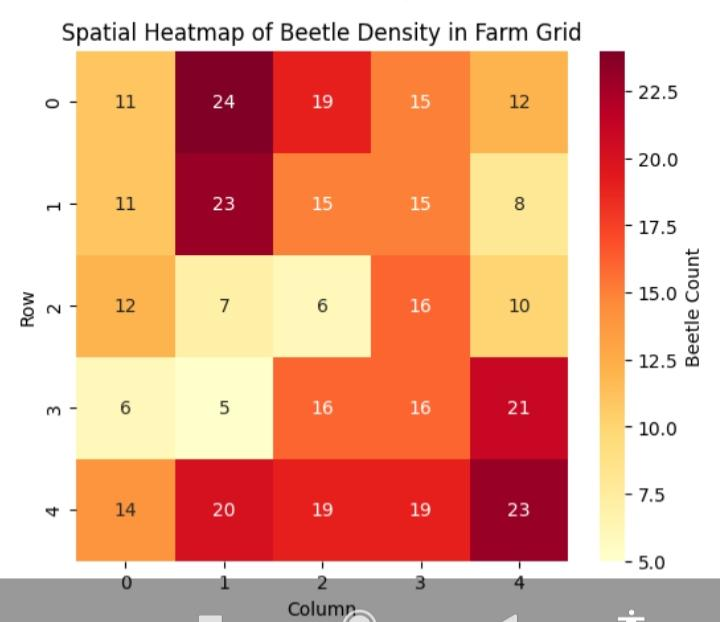 Spatial Heatmap of Beetle Density in Farm Grid
0 11 24 19 15 12
1 11 23 15 15 8
2 12 7 6 16 10
3 6 5 16 16 21
4 14 20 19 19 23
0 1 2 3 4
Row
Column
22.5
20.0
17.5
15.0
12.5
10.0
7.5
5.0
Beetle Count